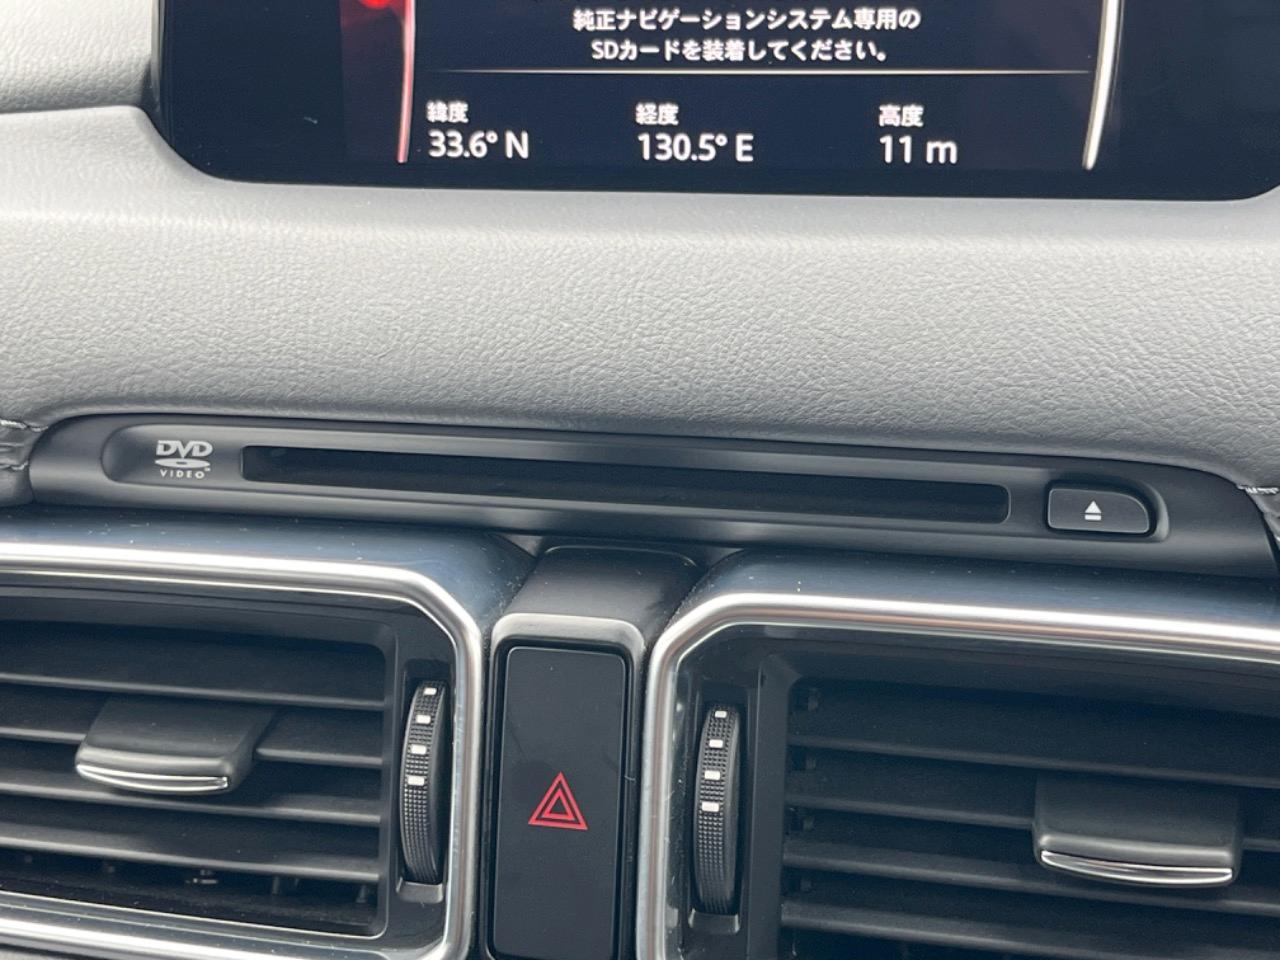 純正ナビゲーションシステム専用の
SDカードを装着してください。
緯度 経度 高度
33.6° N 130.5° E 11 m
DVD
VIDEO™